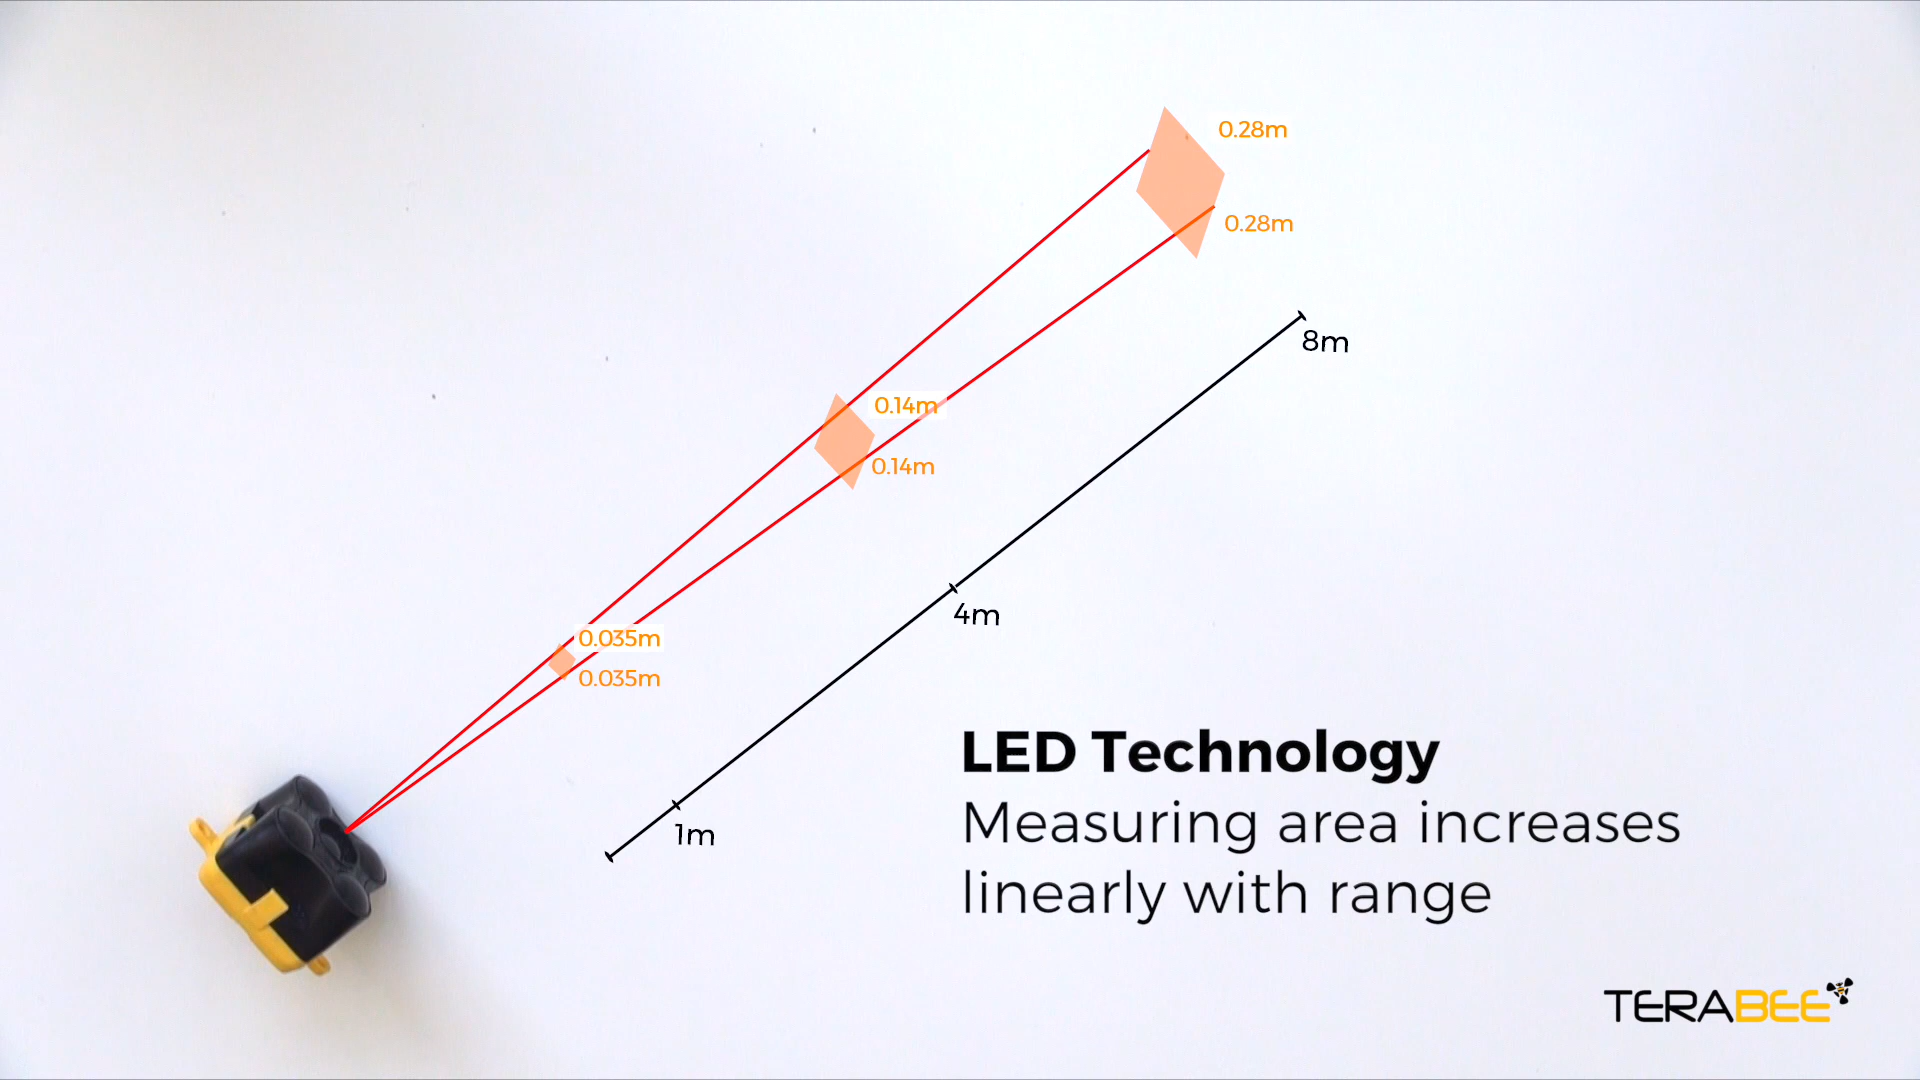 0.28m
0.28m
8m
0.14m
0.14m
4m
0.035m
0.035m
1m
LED Technology
Measuring area increases
linearly with range
TERABEE